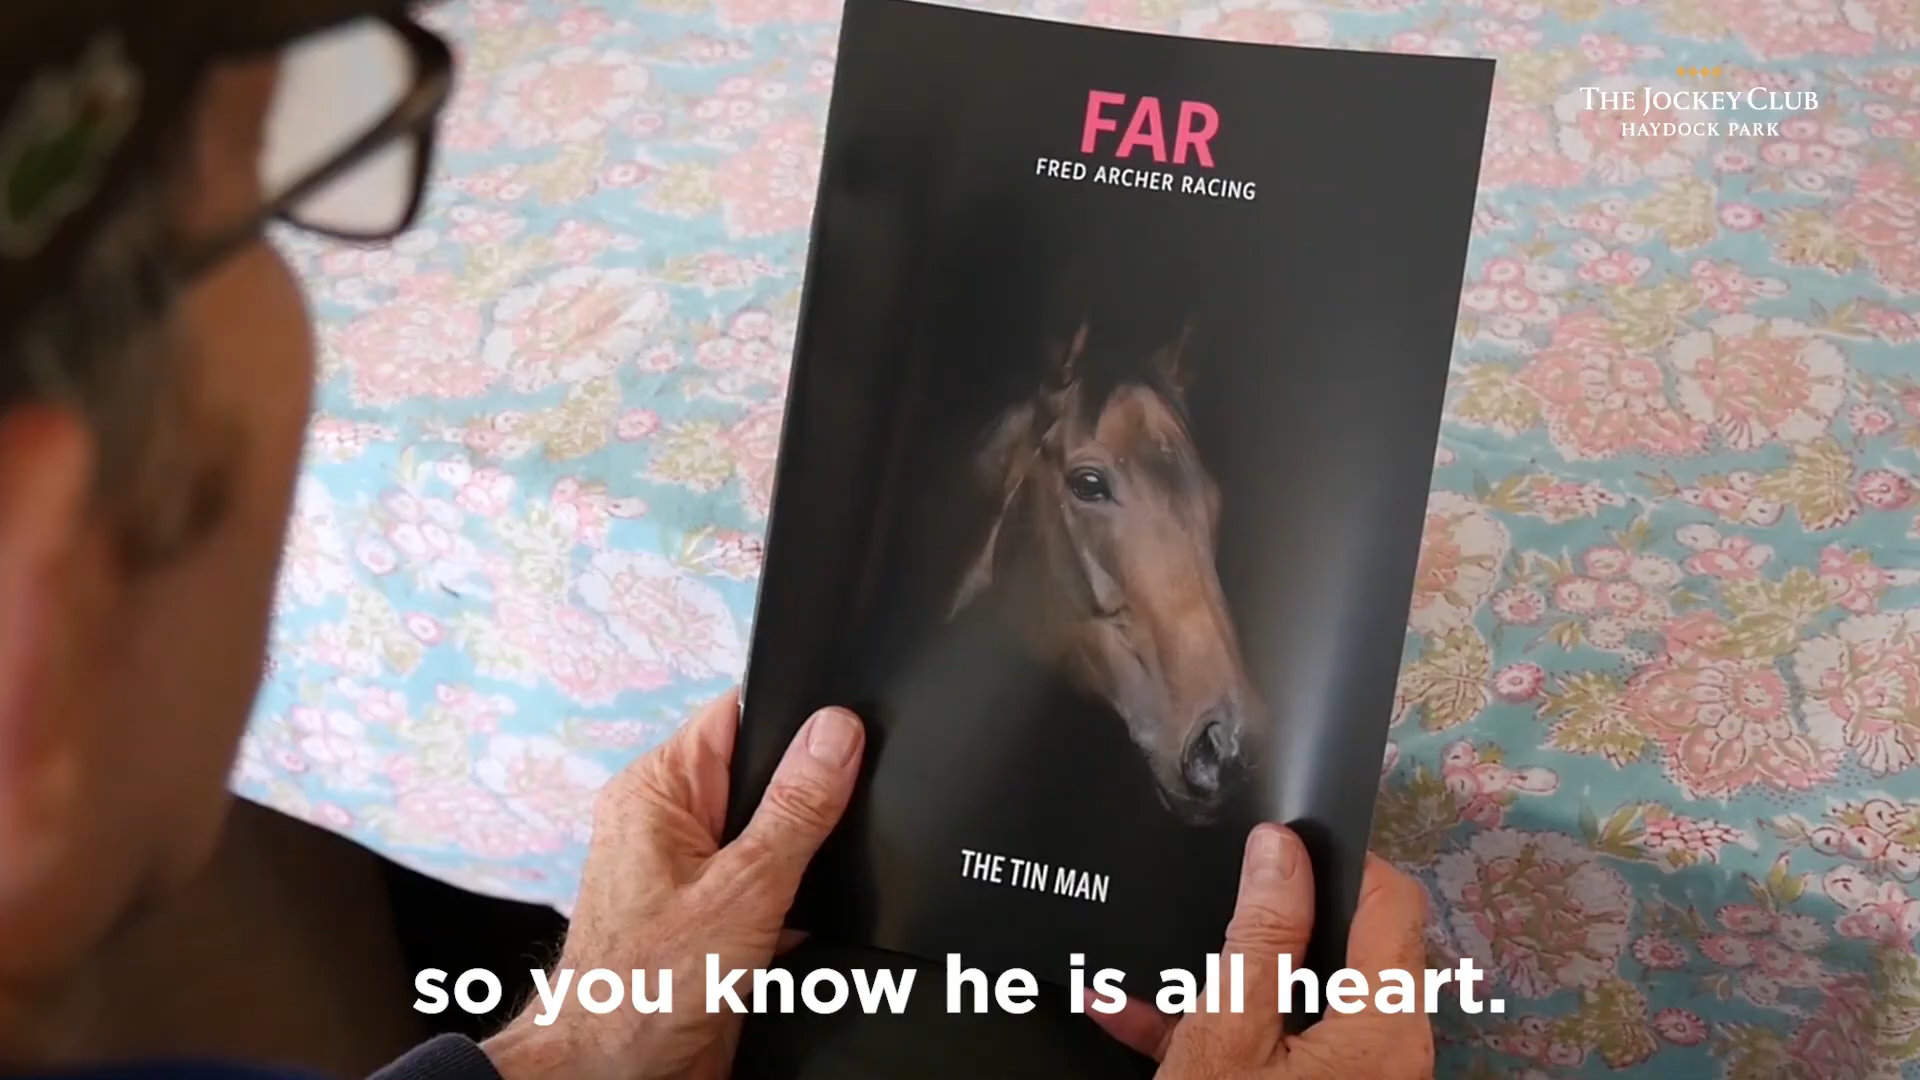 FAR
FRED ARCHER RACING
THE JOCKEY CLUB
HAYDOCK PARK
THE TIN MAN
so you know he is all heart.